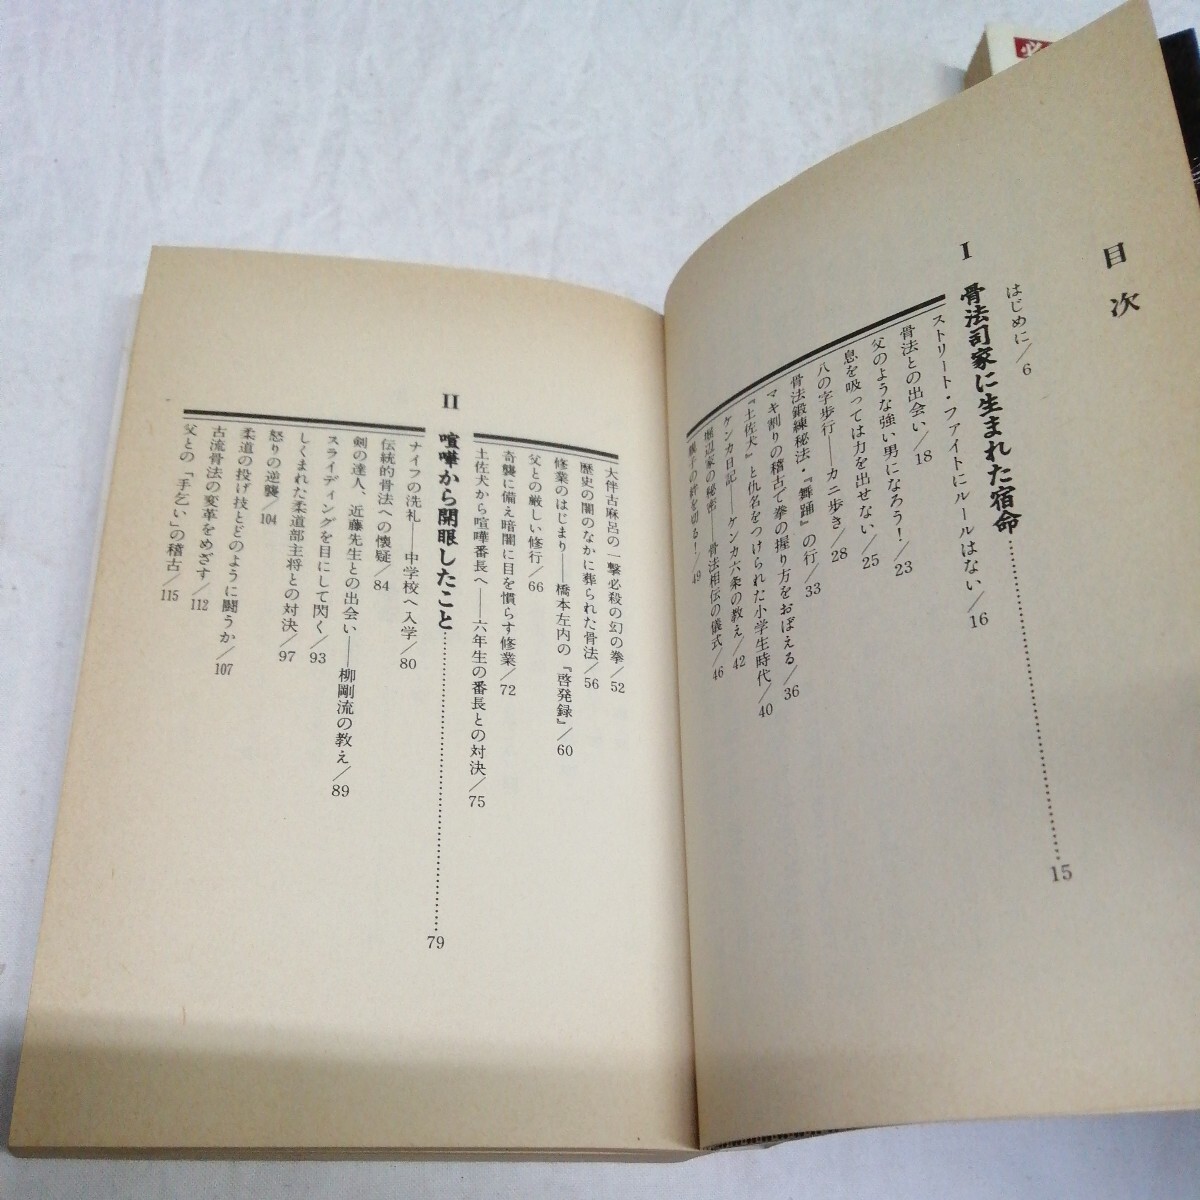 目次
はじめに/6
I 骨法司家に生まれた宿命……15
ストリート・ファイトにルールはない/16
骨法との出会い/18
父のような強い男になろう!/23
息を吸っては力を出せない/25
八の字歩行――カニ歩き/28
骨法鍛練秘法・『舞踊』の行/33
マキ割りの稽古で拳の握り方をおぼえる/36
『土佐犬』と仇名をつけられた小学生時代/40
ケンカ日記――ケンカ六条の教え/42
堀辺家の秘密――骨法相伝の儀式/46
親子の絆を切る!/49
大伴古麻呂の一撃必殺の幻の拳/52
歴史の闇のなかに葬られた骨法/56
修業のはじまり――橋本左内の『啓発録』/60
父との厳しい修行/66
奇襲に備え暗闇に目を慣らす修業/72
土佐犬から喧嘩番長へ――六年生の番長との対決/75
II 喧嘩から開眼したこと……79
ナイフの洗礼――中学校へ入学/80
伝統的骨法への懐疑/84
剣の達人、近藤先生との出会い――柳剛流の教え/89
スライディングを目にして閃く/93
しくまれた柔道部主将との対決/97
怒りの逆襲/104
柔道の投げ技とどのように闘うか/107
古流骨法の変革をめざす/112
父との「手乞い」の稽古/115